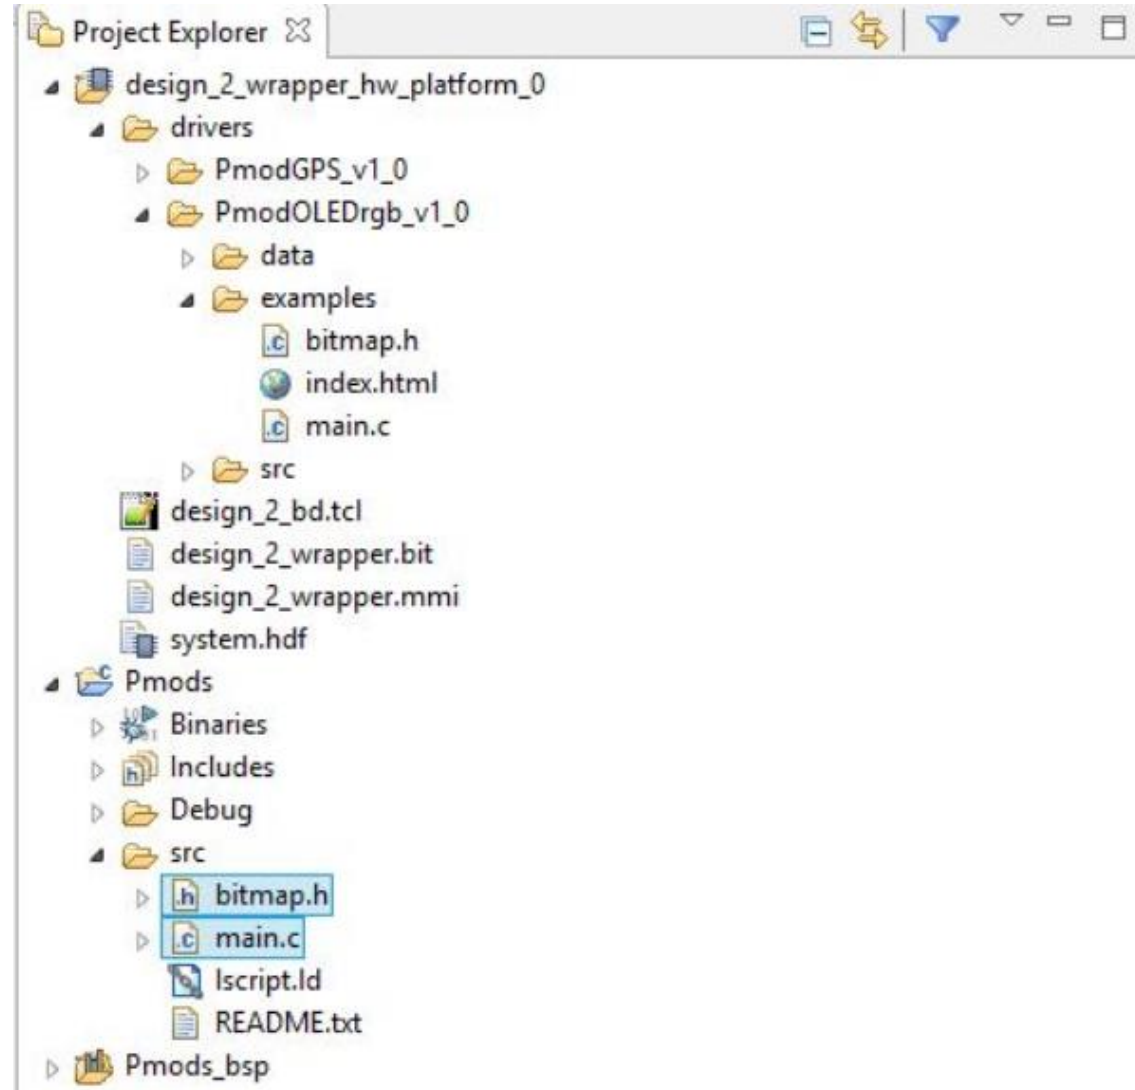 Project Explorer
design_2_wrapper_hw_platform_0
drivers
PmodGPS_v1_0
PmodOLEDrgb_v1_0
data
examples
bitmap.h
index.html
main.c
src
design_2_bd.tcl
design_2_wrapper.bit
design_2_wrapper.mmi
system.hdf
Pmods
Binaries
Includes
Debug
src
bitmap.h
main.c
lscript.ld
README.txt
Pmods_bsp